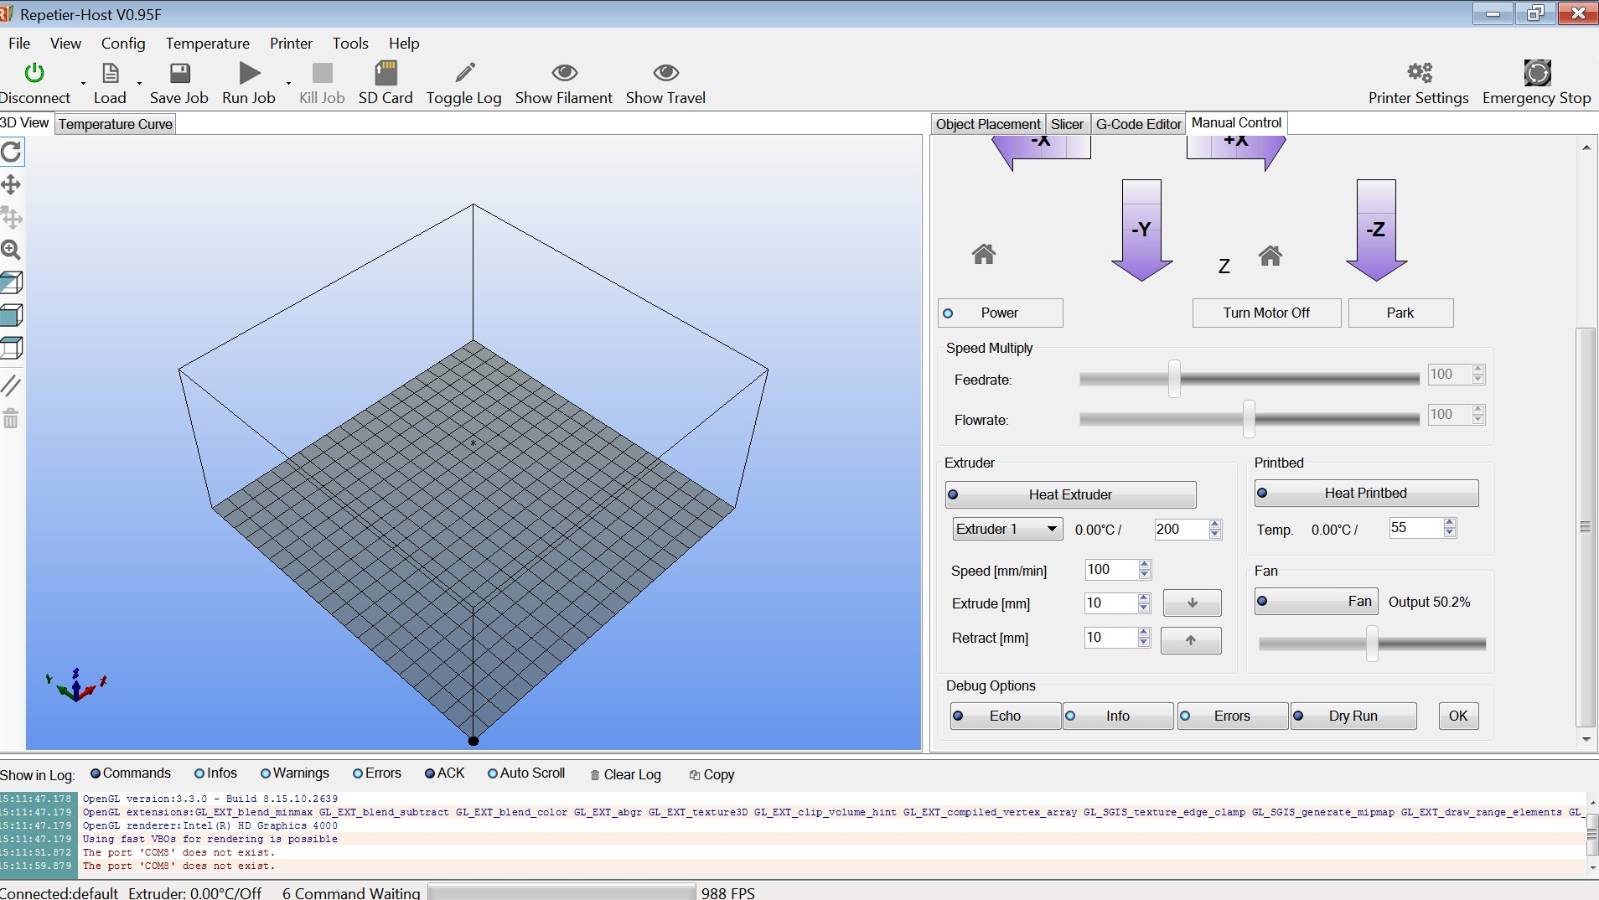 Repetier-Host V0.95F
File View Config Temperature Printer Tools Help
Disconnect Load Save Job Run Job Kill Job SD Card Toggle Log Show Filament Show Travel Printer Settings Emergency Stop
3D View Temperature Curve
Object Placement Slicer G-Code Editor Manual Control
-X +X
-Y -Z
Z
Power Turn Motor Off Park
Speed Multiply
Feedrate: 100
Flowrate: 100
Extruder
Heat Extruder
Extruder 1 0.00°C / 200
Speed [mm/min] 100
Extrude [mm] 10
Retract [mm] 10
Printbed
Heat Printbed
Temp. 0.00°C / 55
Fan
Fan Output 50.2%
Debug Options
Echo Info Errors Dry Run OK
Y Z X
Show in Log: Commands Infos Warnings Errors ACK Auto Scroll Clear Log Copy
15:11:47.178 OpenGL version:3.3.0 - Build 8.15.10.2639
15:11:47.179 OpenGL extensions:GL_EXT_blend_minmax GL_EXT_blend_subtract GL_EXT_blend_color GL_EXT_abgr GL_EXT_texture3D GL_EXT_clip_volume_hint GL_EXT_compiled_vertex_array GL_SGIS_texture_edge_clamp GL_SGIS_generate_mipmap GL_EXT_draw_range_elements GL_
15:11:47.179 OpenGL renderer:Intel(R) HD Graphics 4000
15:11:47.179 Using fast VBOs for rendering is possible
15:11:51.872 The port 'COM8' does not exist.
15:11:59.879 The port 'COM8' does not exist.
Connected:default Extruder: 0.00°C/Off 6 Command Waiting 988 FPS